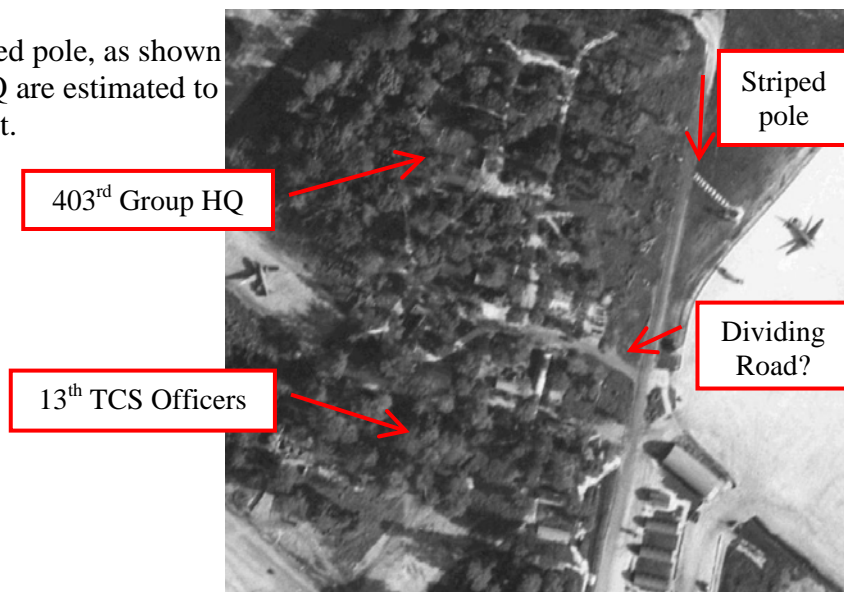 ed pole, as shown
Q are estimated to
t.
Striped
pole
403rd Group HQ
Dividing
Road?
13th TCS Officers